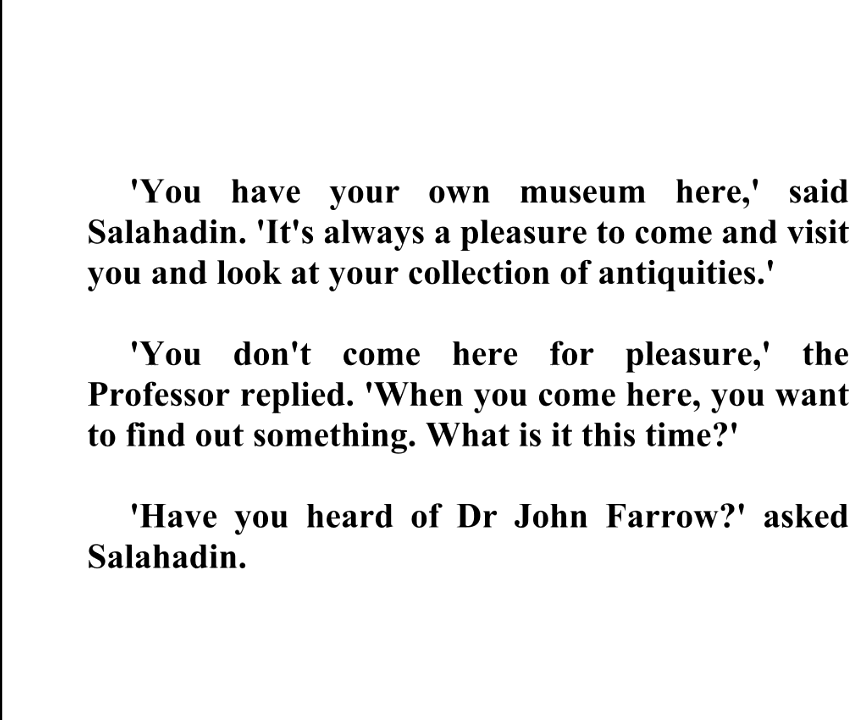 'You have your own museum here,' said
Salahadin. 'It's always a pleasure to come and visit
you and look at your collection of antiquities.'
'You don't come here for pleasure,' the
Professor replied. 'When you come here, you want
to find out something. What is it this time?'
'Have you heard of Dr John Farrow?' asked
Salahadin.